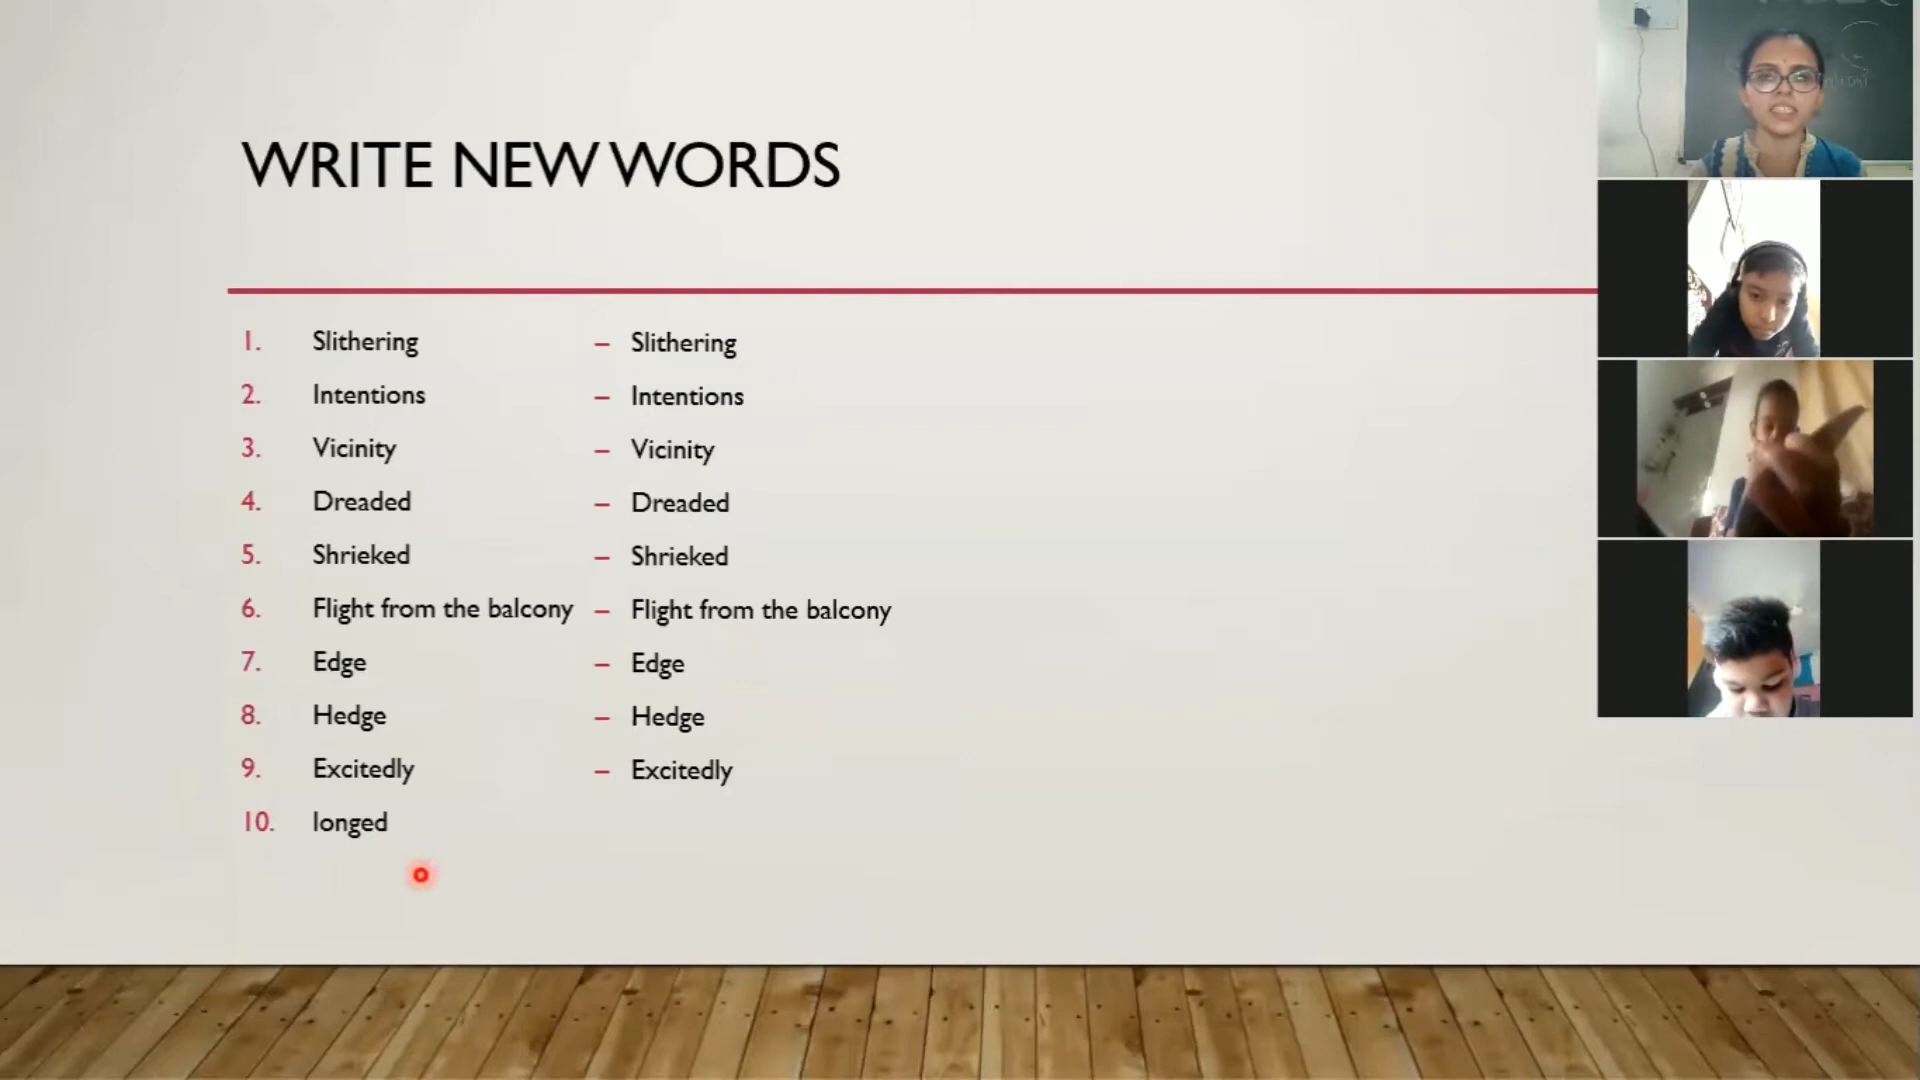 WRITE NEW WORDS
1. Slithering – Slithering
2. Intentions – Intentions
3. Vicinity – Vicinity
4. Dreaded – Dreaded
5. Shrieked – Shrieked
6. Flight from the balcony – Flight from the balcony
7. Edge – Edge
8. Hedge – Hedge
9. Excitedly – Excitedly
10. longed